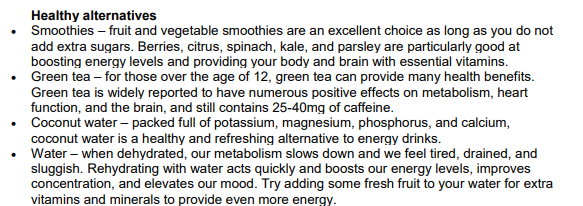 Healthy alternatives
• Smoothies – fruit and vegetable smoothies are an excellent choice as long as you do not
add extra sugars. Berries, citrus, spinach, kale, and parsley are particularly good at
boosting energy levels and providing your body and brain with essential vitamins.
• Green tea – for those over the age of 12, green tea can provide many health benefits.
Green tea is widely reported to have numerous positive effects on metabolism, heart
function, and the brain, and still contains 25-40mg of caffeine.
• Coconut water – packed full of potassium, magnesium, phosphorus, and calcium,
coconut water is a healthy and refreshing alternative to energy drinks.
• Water – when dehydrated, our metabolism slows down and we feel tired, drained, and
sluggish. Rehydrating with water acts quickly and boosts our energy levels, improves
concentration, and elevates our mood. Try adding some fresh fruit to your water for extra
vitamins and minerals to provide even more energy.